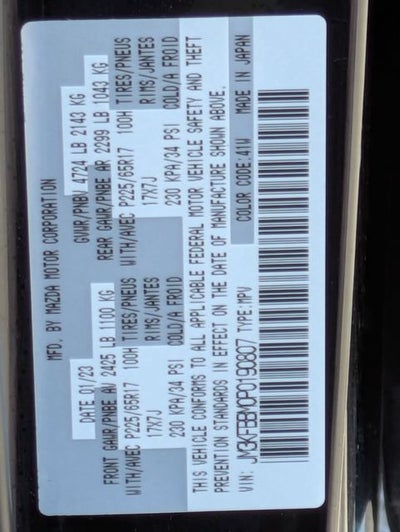 MFD. BY MAZDA MOTOR CORPORATION
DATE 01/23 GVWR/PNBV 4724 LB 2143 KG
FRONT GAWR/PNBE AV 2425 LB 1100 KG REAR GAWR/PNBE AR 2299 LB 1043 KG
WITH/AVEC P225/65R17 100H TIRES/PNEUS WITH/AVEC P225/65R17 100H TIRES/PNEUS
17X7J RIMS/JANTES 17X7J RIMS/JANTES
230 KPA/34 PSI COLD/A FROID 230 KPA/34 PSI COLD/A FROID
THIS VEHICLE CONFORMS TO ALL APPLICABLE FEDERAL MOTOR VEHICLE SAFETY AND THEFT
PREVENTION STANDARDS IN EFFECT ON THE DATE OF MANUFACTURE SHOWN ABOVE.
VIN: JM3KFBBM0P0190807 TYPE:MPV COLOR CODE:41W MADE IN JAPAN